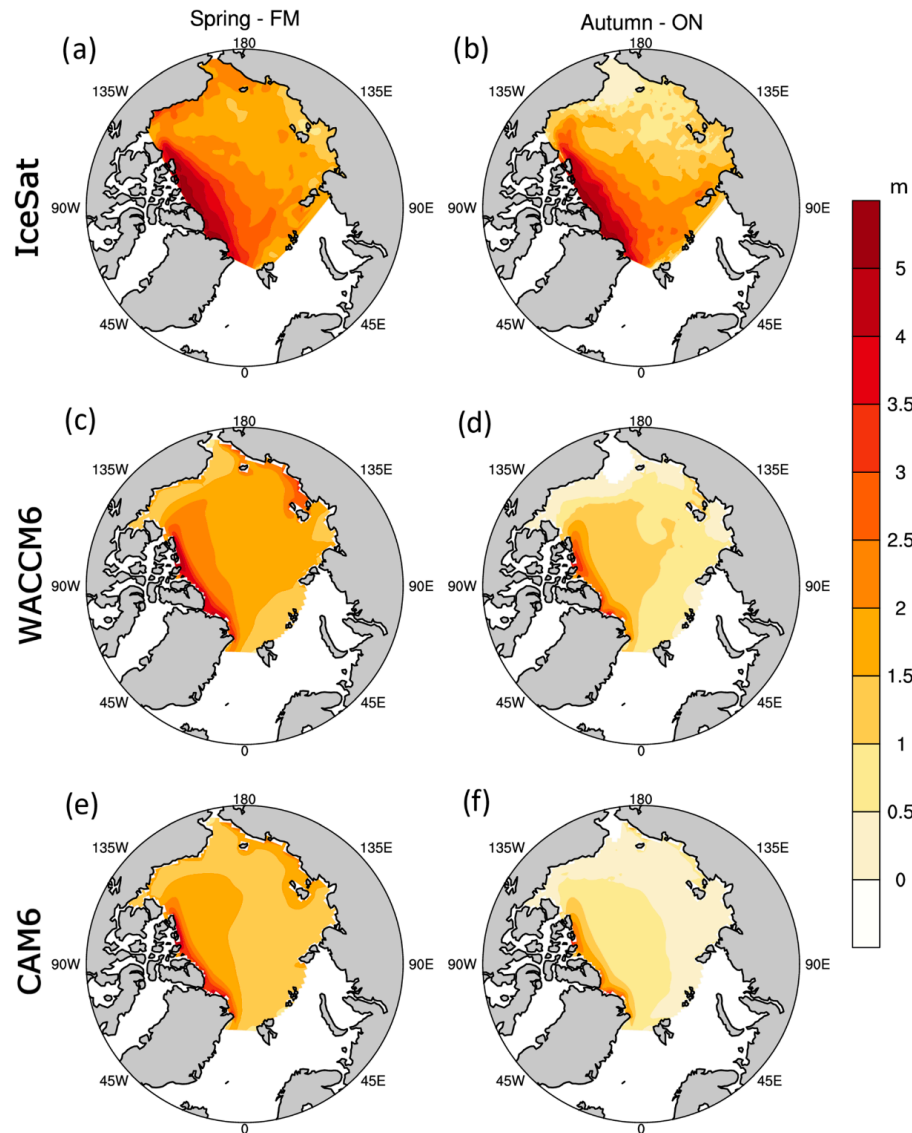 Spring - FM
Autumn - ON
(a)
180
135W
135E
90W
90E
45W
45E
0
(b)
180
135W
135E
90W
90E
45W
45E
0
IceSat
(c)
180
135W
135E
90W
90E
45W
45E
0
(d)
180
135W
135E
90W
90E
45W
45E
0
WACCM6
(e)
180
135W
135E
90W
90E
45W
45E
0
(f)
180
135W
135E
90W
90E
45W
45E
0
CAM6
m
5
4
3.5
3
2.5
2
1.5
1
0.5
0